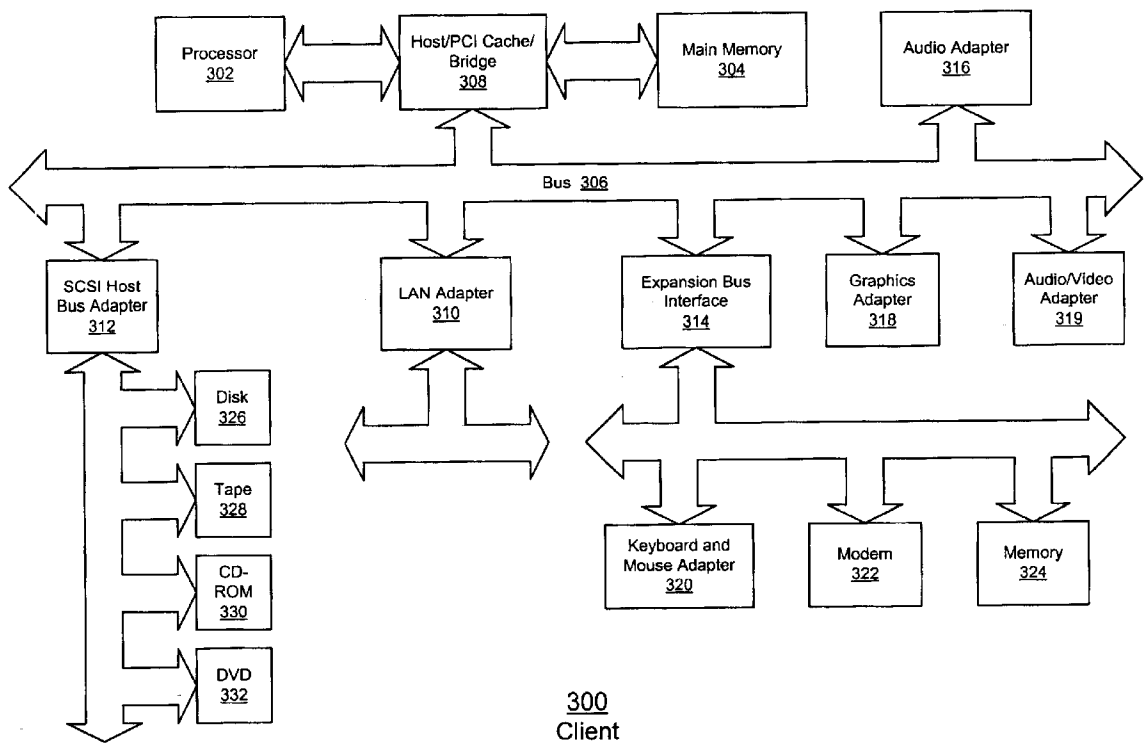 Processor
302
Host/PCI Cache/
Bridge
308
Main Memory
304
Audio Adapter
316
Bus 306
SCSI Host
Bus Adapter
312
LAN Adapter
310
Expansion Bus
Interface
314
Graphics
Adapter
318
Audio/Video
Adapter
319
Disk
326
Tape
328
CD-
ROM
330
DVD
332
Keyboard and
Mouse Adapter
320
Modem
322
Memory
324
300
Client